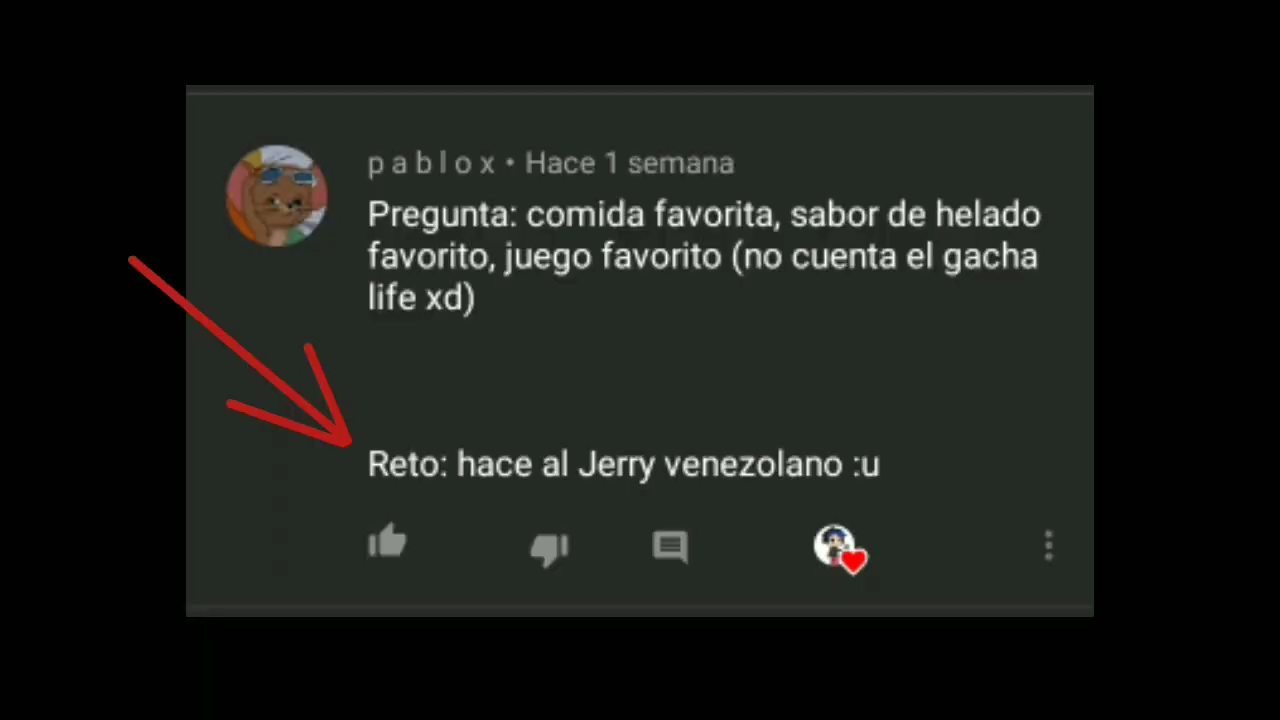 p a b l o x • Hace 1 semana
Pregunta: comida favorita, sabor de helado
favorito, juego favorito (no cuenta el gacha
life xd)
Reto: hace al Jerry venezolano :u